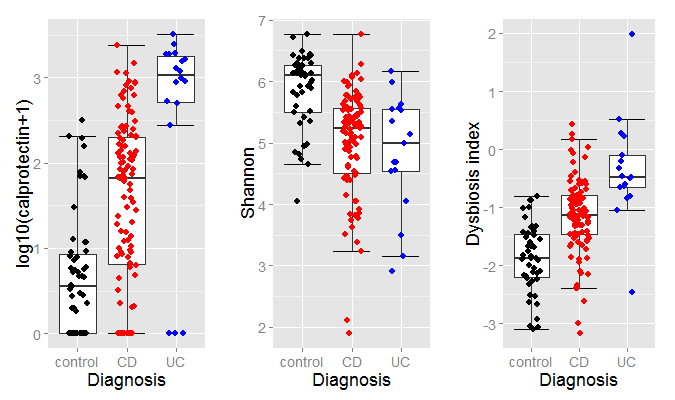 log10(calprotectin+1)
3
2
1
0
control CD UC
Diagnosis
Shannon
7
6
5
4
3
2
control CD UC
Diagnosis
Dysbiosis index
2
1
0
-1
-2
-3
control CD UC
Diagnosis